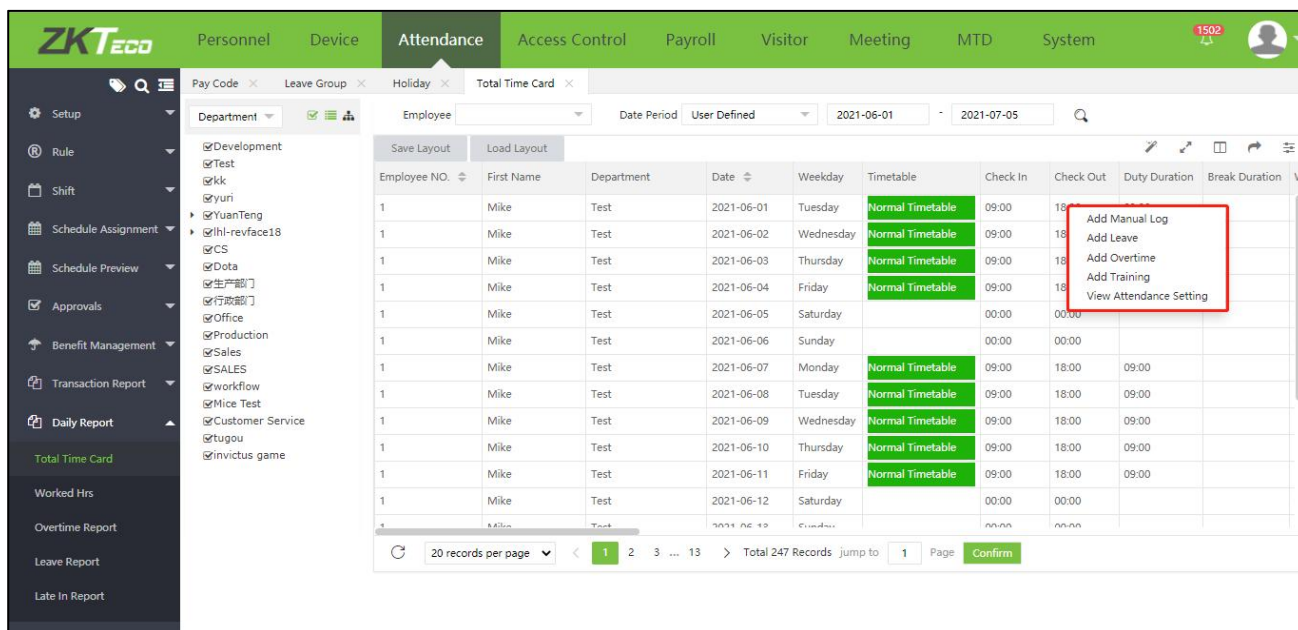 ZKTeco Personnel Device Attendance Access Control Payroll Visitor Meeting MTD System 1502
Pay Code Leave Group Holiday Total Time Card
Setup
Rule
Shift
Schedule Assignment
Schedule Preview
Approvals
Benefit Management
Transaction Report
Daily Report
Total Time Card
Worked Hrs
Overtime Report
Leave Report
Late In Report
Department
Development
Test
kk
yuri
YuanTeng
lhl-revface18
CS
Dota
生产部门
行政部门
Office
Production
Sales
SALES
workflow
Mice Test
Customer Service
tugou
invictus game
Employee Date Period User Defined 2021-06-01 - 2021-07-05
Save Layout Load Layout
Employee NO. First Name Department Date Weekday Timetable Check In Check Out Duty Duration Break Duration
1 Mike Test 2021-06-01 Tuesday Normal Timetable 09:00 18
1 Mike Test 2021-06-02 Wednesday Normal Timetable 09:00 18
1 Mike Test 2021-06-03 Thursday Normal Timetable 09:00 18
1 Mike Test 2021-06-04 Friday Normal Timetable 09:00 18
1 Mike Test 2021-06-05 Saturday 00:00 00:00
1 Mike Test 2021-06-06 Sunday 00:00 00:00
1 Mike Test 2021-06-07 Monday Normal Timetable 09:00 18:00 09:00
1 Mike Test 2021-06-08 Tuesday Normal Timetable 09:00 18:00 09:00
1 Mike Test 2021-06-09 Wednesday Normal Timetable 09:00 18:00 09:00
1 Mike Test 2021-06-10 Thursday Normal Timetable 09:00 18:00 09:00
1 Mike Test 2021-06-11 Friday Normal Timetable 09:00 18:00 09:00
1 Mike Test 2021-06-12 Saturday 00:00 00:00
Add Manual Log
Add Leave
Add Overtime
Add Training
View Attendance Setting
20 records per page 1 2 3 ... 13 Total 247 Records jump to 1 Page Confirm